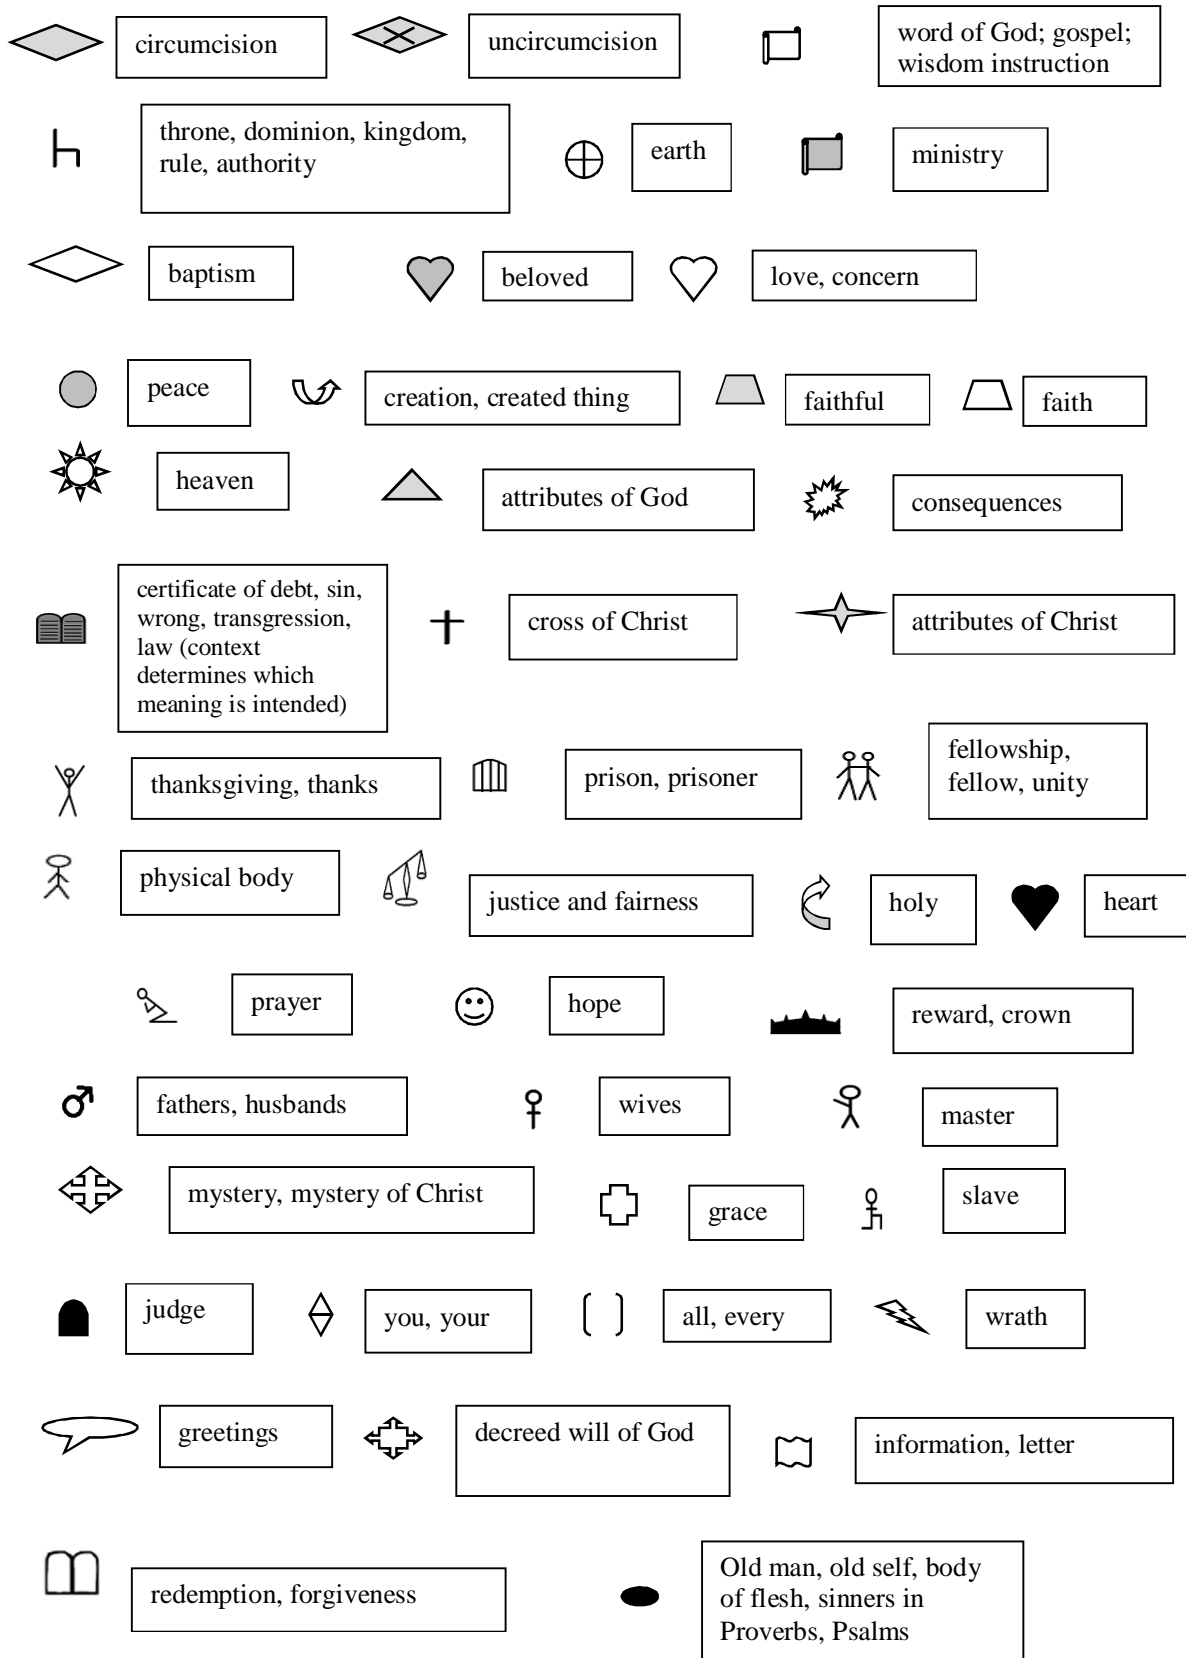 circumcision
uncircumcision
word of God; gospel;
wisdom instruction
throne, dominion, kingdom,
rule, authority
earth
ministry
baptism
beloved
love, concern
peace
creation, created thing
faithful
faith
heaven
attributes of God
consequences
certificate of debt, sin,
wrong, transgression,
law (context
determines which
meaning is intended)
cross of Christ
attributes of Christ
thanksgiving, thanks
prison, prisoner
fellowship,
fellow, unity
physical body
justice and fairness
holy
heart
prayer
hope
reward, crown
fathers, husbands
wives
master
mystery, mystery of Christ
grace
slave
judge
you, your
all, every
wrath
greetings
decreed will of God
information, letter
redemption, forgiveness
Old man, old self, body
of flesh, sinners in
Proverbs, Psalms